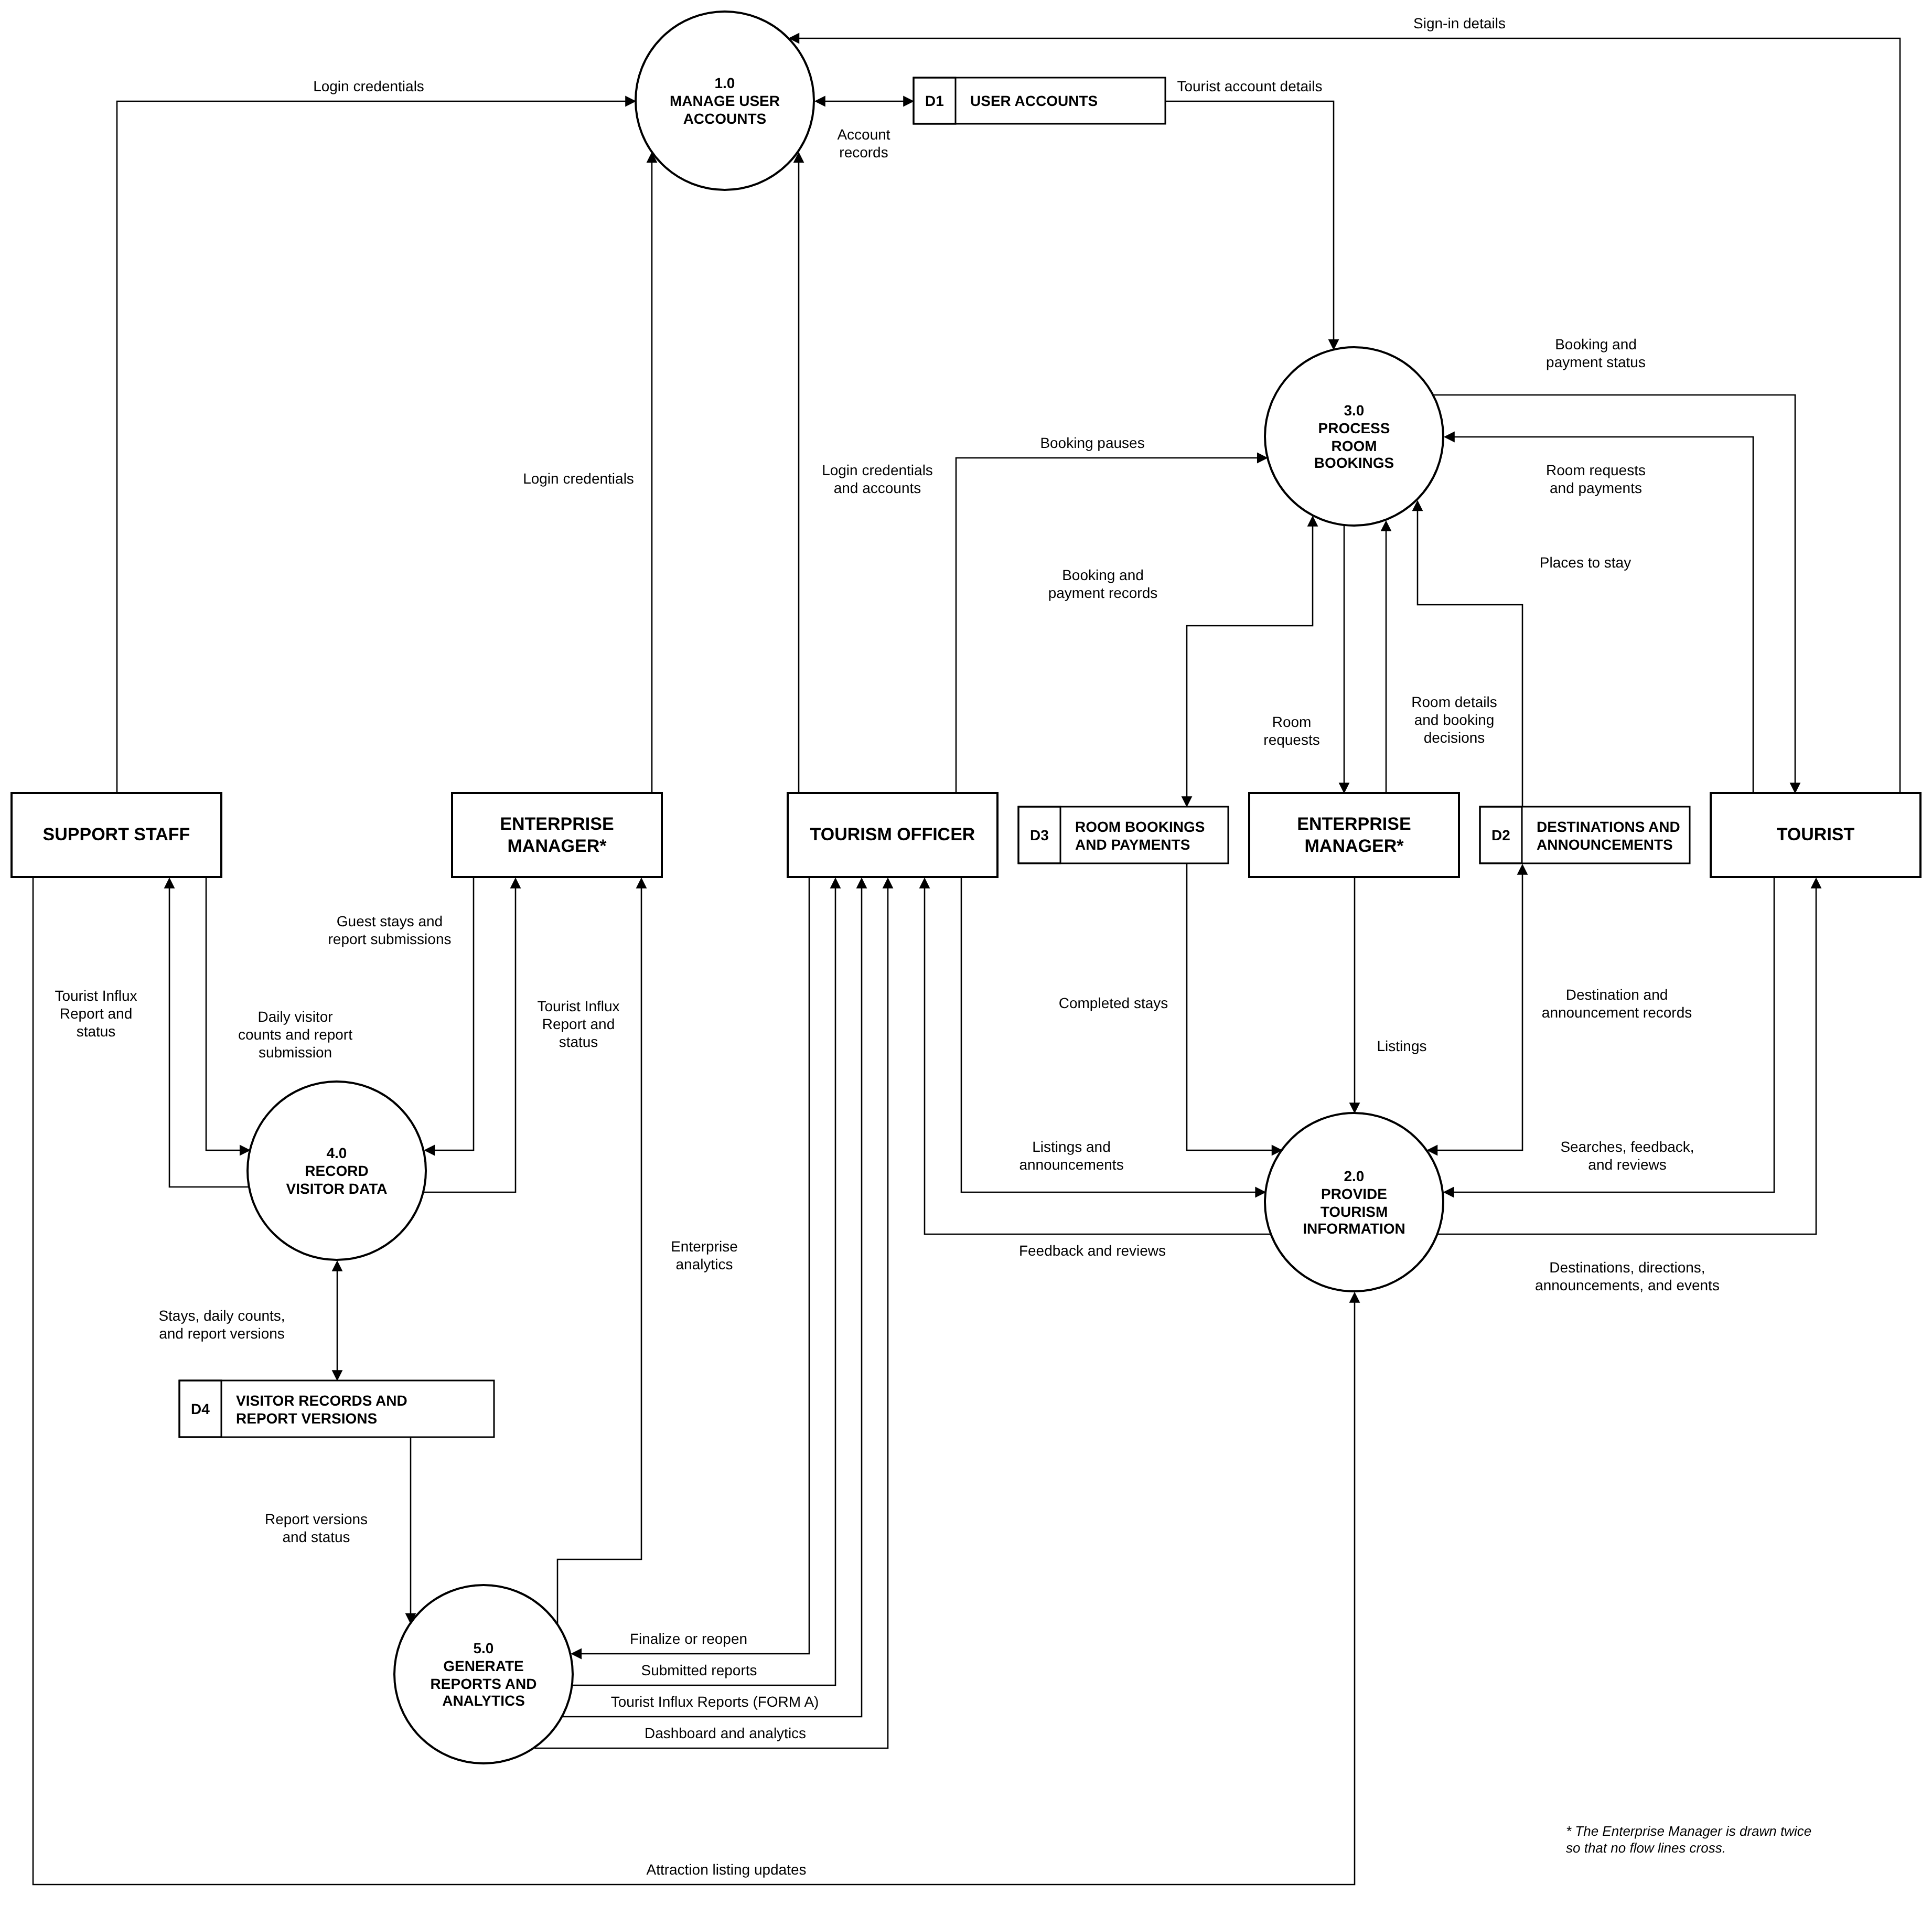 Sign-in details
Login credentials
1.0
MANAGE USER
ACCOUNTS
D1
USER ACCOUNTS
Tourist account details
Account
records
Booking and
payment status
3.0
PROCESS
ROOM
BOOKINGS
Booking pauses
Login credentials
Login credentials
and accounts
Room requests
and payments
Places to stay
Booking and
payment records
Room
requests
Room details
and booking
decisions
SUPPORT STAFF
ENTERPRISE
MANAGER*
TOURISM OFFICER
D3
ROOM BOOKINGS
AND PAYMENTS
ENTERPRISE
MANAGER*
D2
DESTINATIONS AND
ANNOUNCEMENTS
TOURIST
Guest stays and
report submissions
Tourist Influx
Report and
status
Daily visitor
counts and report
submission
Tourist Influx
Report and
status
Completed stays
Listings
Destination and
announcement records
4.0
RECORD
VISITOR DATA
Listings and
announcements
2.0
PROVIDE
TOURISM
INFORMATION
Searches, feedback,
and reviews
Enterprise
analytics
Feedback and reviews
Destinations, directions,
announcements, and events
Stays, daily counts,
and report versions
D4
VISITOR RECORDS AND
REPORT VERSIONS
Report versions
and status
5.0
GENERATE
REPORTS AND
ANALYTICS
Finalize or reopen
Submitted reports
Tourist Influx Reports (FORM A)
Dashboard and analytics
* The Enterprise Manager is drawn twice
so that no flow lines cross.
Attraction listing updates